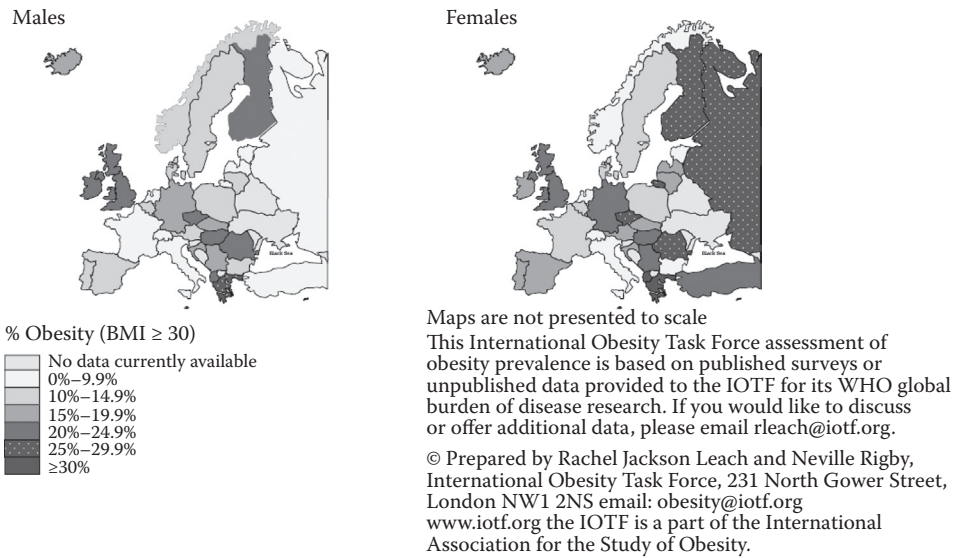 Males
Females
Black Sea
Black Sea
% Obesity (BMI ≥ 30)
No data currently available
0%–9.9%
10%–14.9%
15%–19.9%
20%–24.9%
25%–29.9%
≥30%
Maps are not presented to scale
This International Obesity Task Force assessment of
obesity prevalence is based on published surveys or
unpublished data provided to the IOTF for its WHO global
burden of disease research. If you would like to discuss
or offer additional data, please email rleach@iotf.org.
© Prepared by Rachel Jackson Leach and Neville Rigby,
International Obesity Task Force, 231 North Gower Street,
London NW1 2NS email: obesity@iotf.org
www.iotf.org the IOTF is a part of the International
Association for the Study of Obesity.